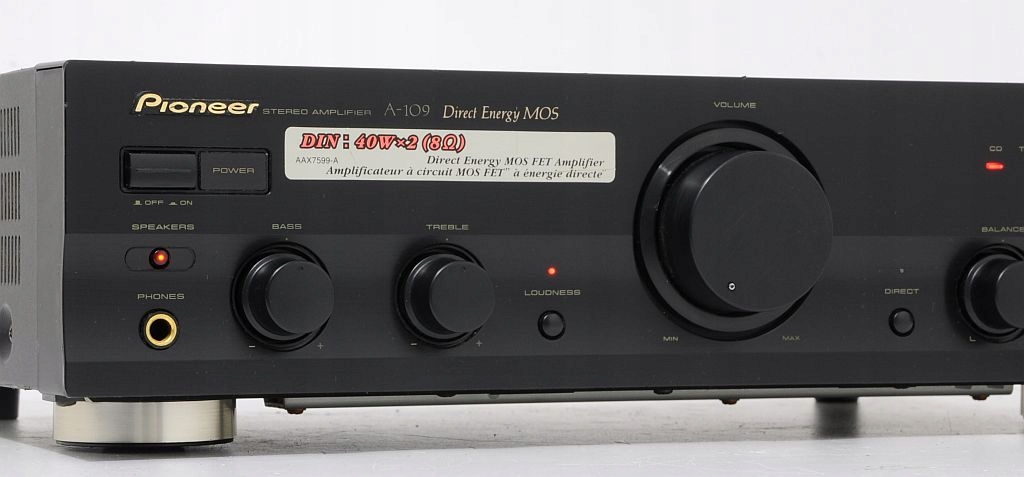 Pioneer STEREO AMPLIFIER A-109 Direct Energy MOS
DIN : 40W×2 (8Ω)
AAX7599-A
Direct Energy MOS FET Amplifier
Amplificateur à circuit MOS FET" à énergie directe
POWER
OFF ON
SPEAKERS
PHONES
BASS
- +
TREBLE
- +
LOUDNESS
VOLUME
MIN MAX
CD
DIRECT
BALANCE
L